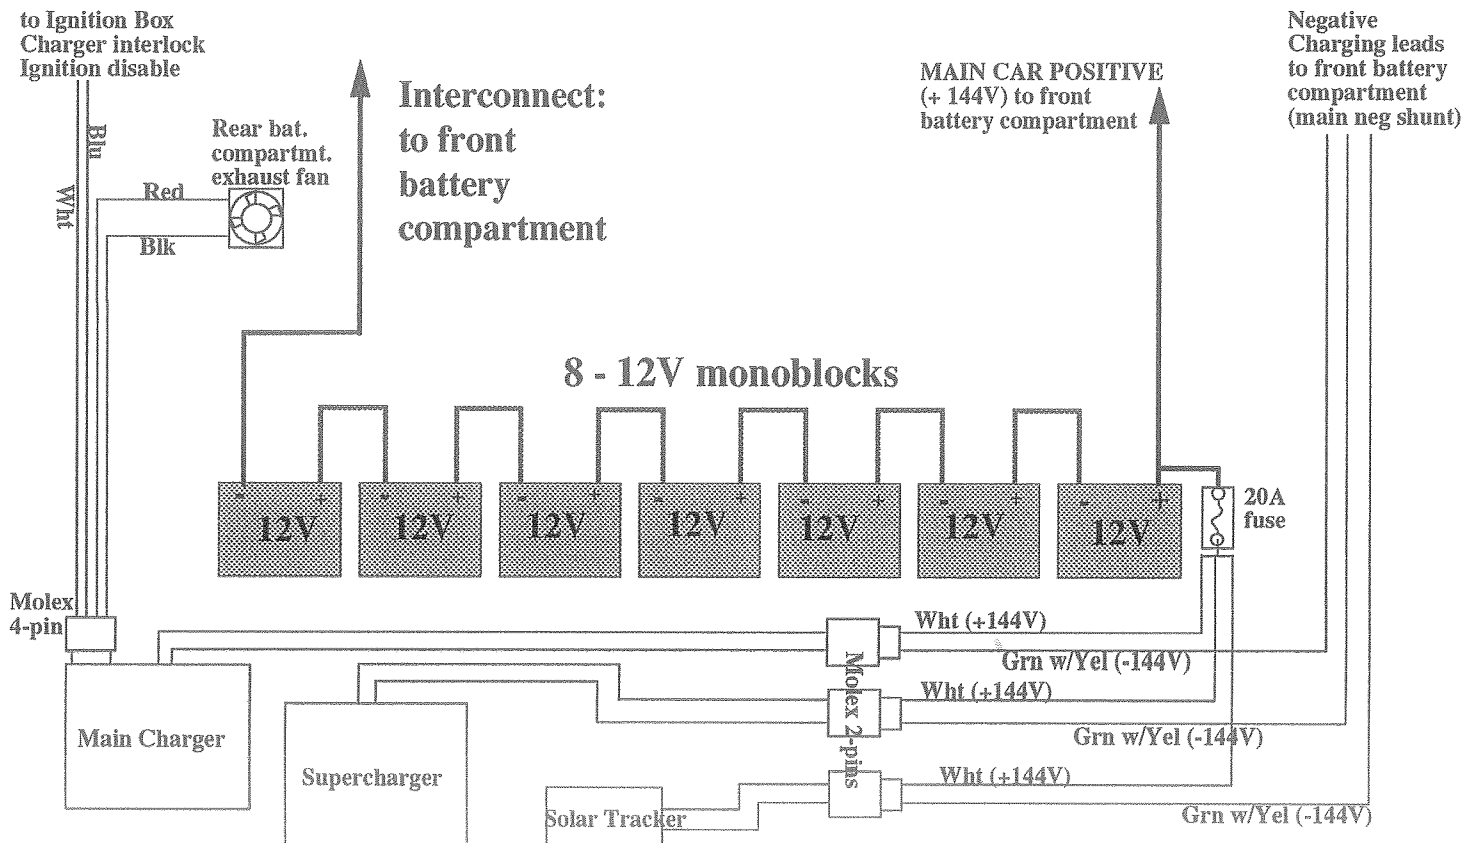 to Ignition Box
Charger interlock
Ignition disable
Blu
Wht
Rear bat.
compartmt.
exhaust fan
Red
Blk
Interconnect:
to front
battery
compartment
MAIN CAR POSITIVE
(+ 144V) to front
battery compartment
Negative
Charging leads
to front battery
compartment
(main neg shunt)
8 - 12V monoblocks
- +
- +
- +
- +
- +
- +
- +
12V
12V
12V
12V
12V
12V
12V
20A
fuse
Molex
4-pin
Wht (+144V)
Grn w/Yel (-144V)
Molex 2-pins
Wht (+144V)
Grn w/Yel (-144V)
Wht (+144V)
Grn w/Yel (-144V)
Main Charger
Supercharger
Solar Tracker